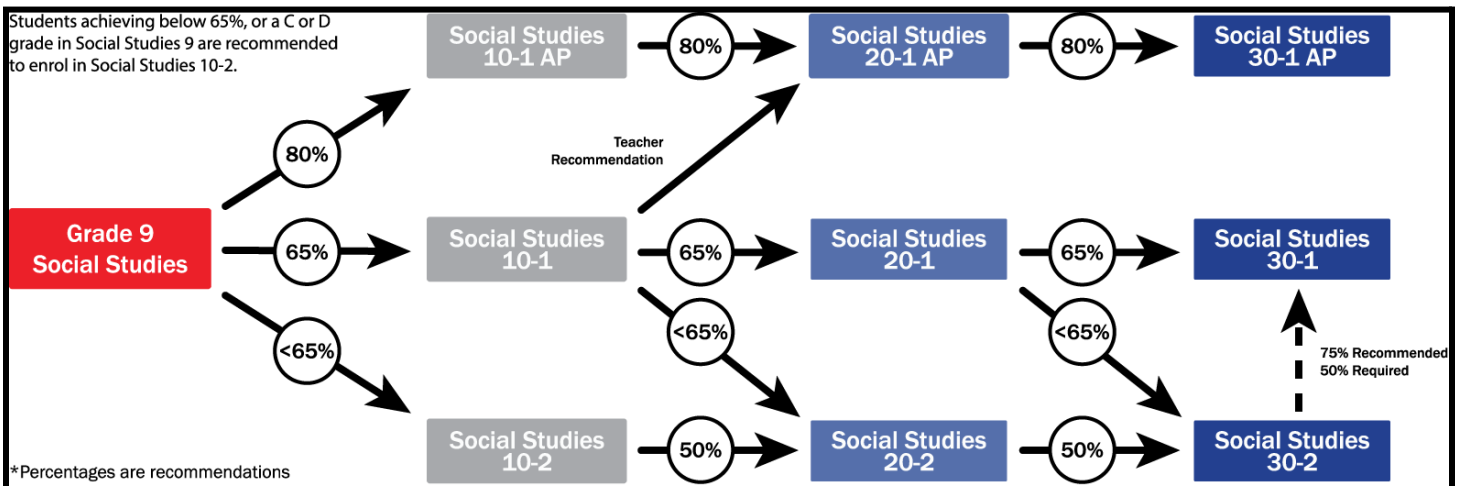 Students achieving below 65%, or a C or D
grade in Social Studies 9 are recommended
to enrol in Social Studies 10-2.
Social Studies
10-1 AP
80%
Social Studies
20-1 AP
80%
Social Studies
30-1 AP
80%
Teacher
Recommendation
Grade 9
Social Studies
65%
Social Studies
10-1
65%
Social Studies
20-1
65%
Social Studies
30-1
<65%
<65%
<65%
75% Recommended
50% Required
Social Studies
10-2
50%
Social Studies
20-2
50%
Social Studies
30-2
*Percentages are recommendations